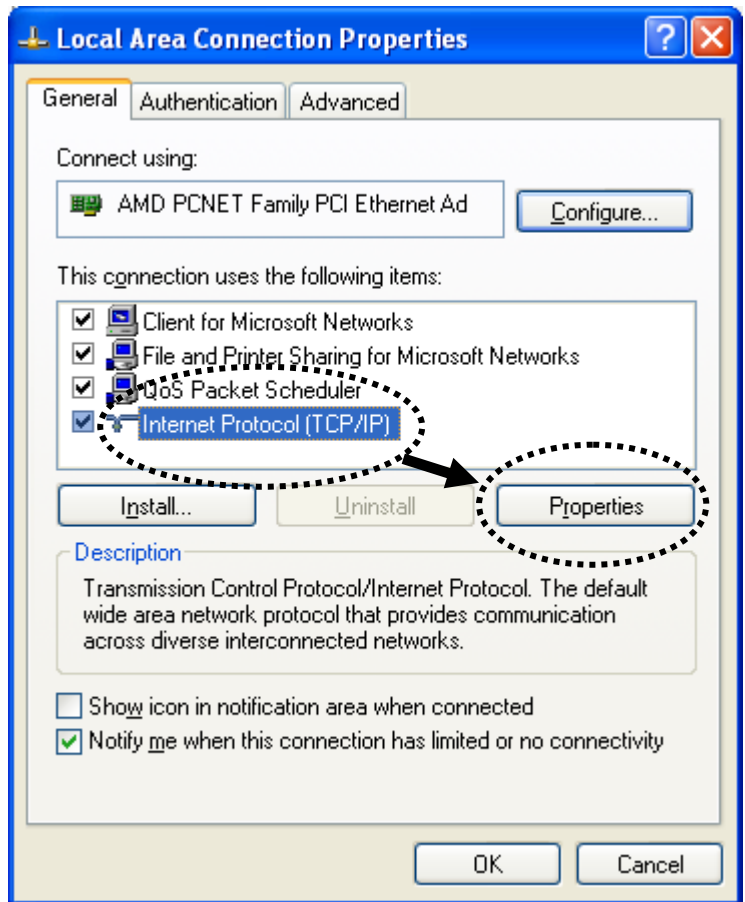 Local Area Connection Properties
General Authentication Advanced
Connect using:
AMD PCNET Family PCI Ethernet Ad
Configure...
This connection uses the following items:
Client for Microsoft Networks
File and Printer Sharing for Microsoft Networks
QoS Packet Scheduler
Internet Protocol (TCP/IP)
Install... Uninstall Properties
Description
Transmission Control Protocol/Internet Protocol. The default
wide area network protocol that provides communication
across diverse interconnected networks.
Show icon in notification area when connected
Notify me when this connection has limited or no connectivity
OK Cancel